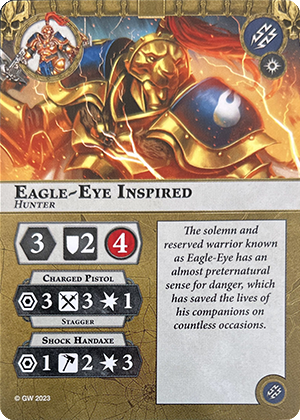 Eagle-Eye Inspired
Hunter
3 2 4
Charged Pistol
3 3 1
Stagger
Shock Handaxe
1 2 3
The solemn and
reserved warrior known
as Eagle-Eye has an
almost preternatural
sense for danger, which
has saved the lives of
his companions on
countless occasions.
© GW 2023